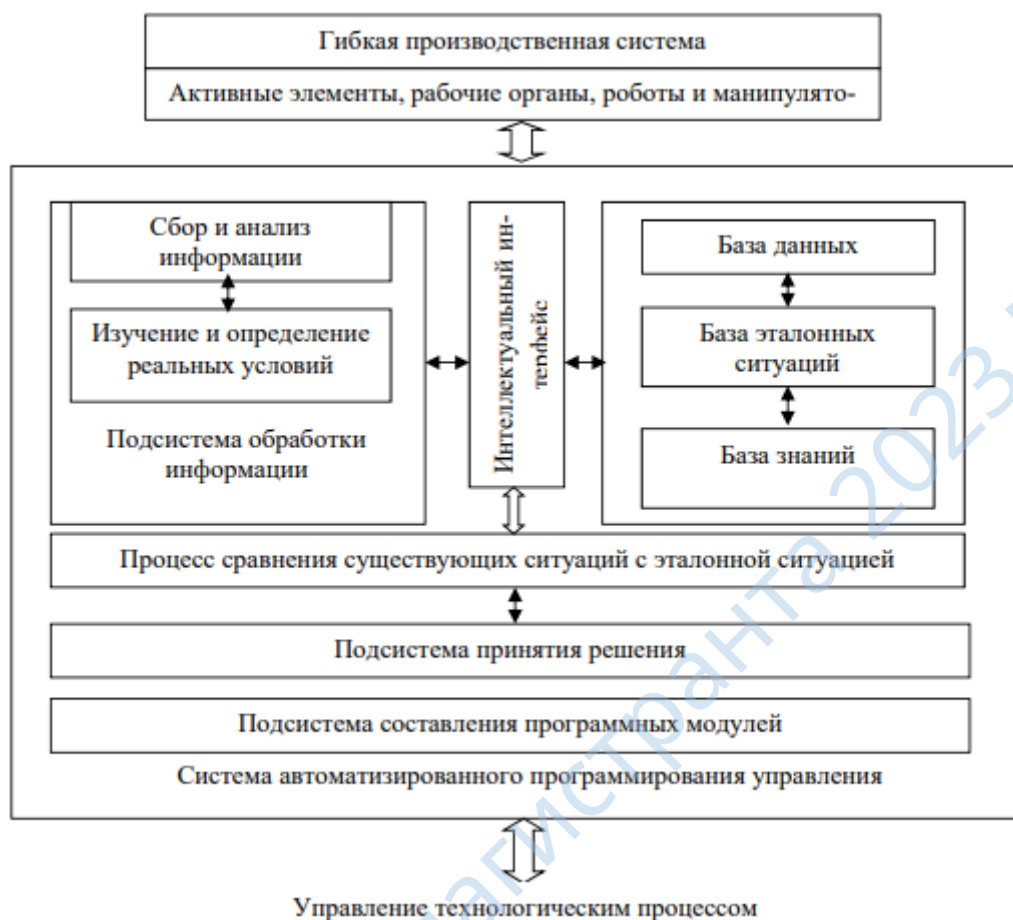 Гибкая производственная система
Активные элементы, рабочие органы, роботы и манипулято-
Сбор и анализ
информации
Изучение и определение
реальных условий
Подсистема обработки
информации
Интеллектуальный ин-
терфейс
База данных
База эталонных
ситуаций
База знаний
Процесс сравнения существующих ситуаций с эталонной ситуацией
Подсистема принятия решения
Подсистема составления программных модулей
Система автоматизированного программирования управления
Управление технологическим процессом
магистранта 2023